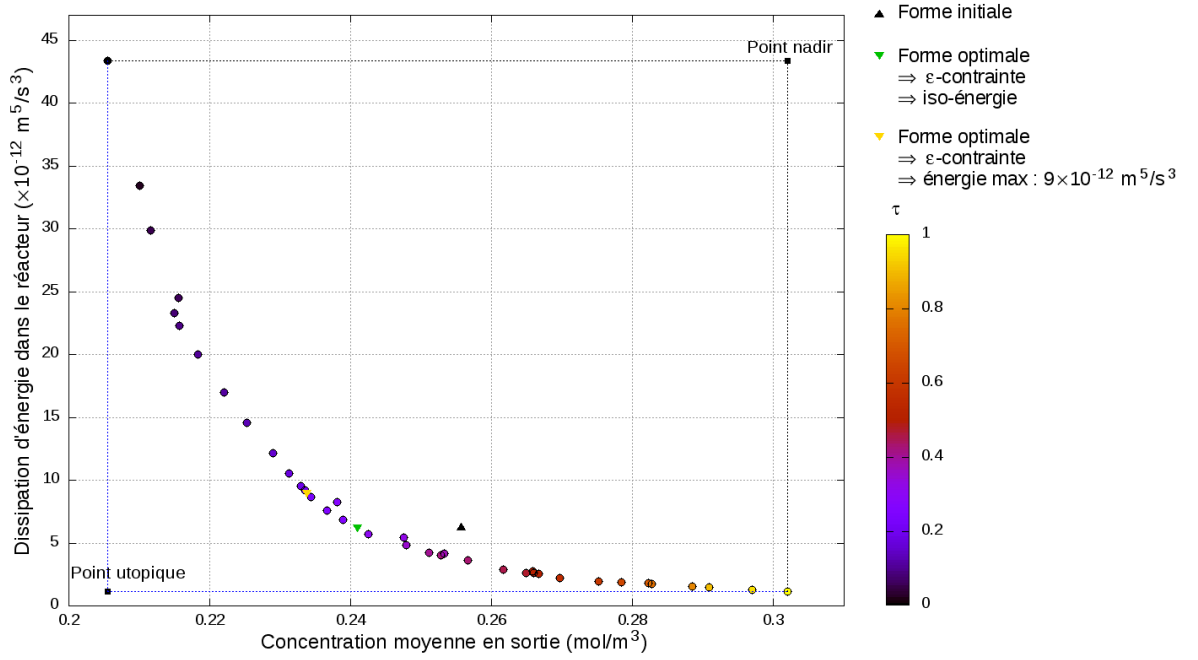 Forme initiale
Forme optimale
⇒ ε-contrainte
⇒ iso-énergie
Forme optimale
⇒ ε-contrainte
⇒ énergie max : 9×10⁻¹² m⁵/s³
τ
1
0.8
0.6
0.4
0.2
0
Point nadir
Point utopique
Dissipation d'énergie dans le réacteur (×10⁻¹² m⁵/s³)
45
40
35
30
25
20
15
10
5
0
0.2
0.22
0.24
0.26
0.28
0.3
Concentration moyenne en sortie (mol/m³)